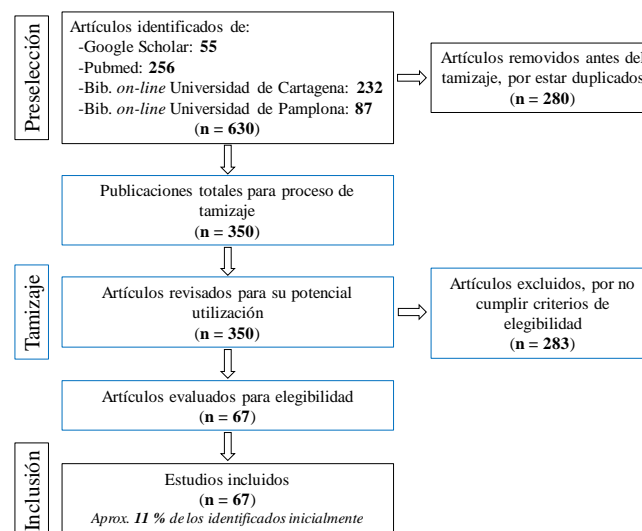 Preselección
Artículos identificados de:
-Google Scholar: 55
-Pubmed: 256
-Bib. on-line Universidad de Cartagena: 232
-Bib. on-line Universidad de Pamplona: 87
(n = 630)
Artículos removidos antes del
tamizaje, por estar duplicados
(n = 280)
Publicaciones totales para proceso de
tamizaje
(n = 350)
Tamizaje
Artículos revisados para su potencial
utilización
(n = 350)
Artículos excluidos, por no
cumplir criterios de
elegibilidad
(n = 283)
Artículos evaluados para elegibilidad
(n = 67)
Inclusión
Estudios incluidos
(n = 67)
Aprox. 11 % de los identificados inicialmente